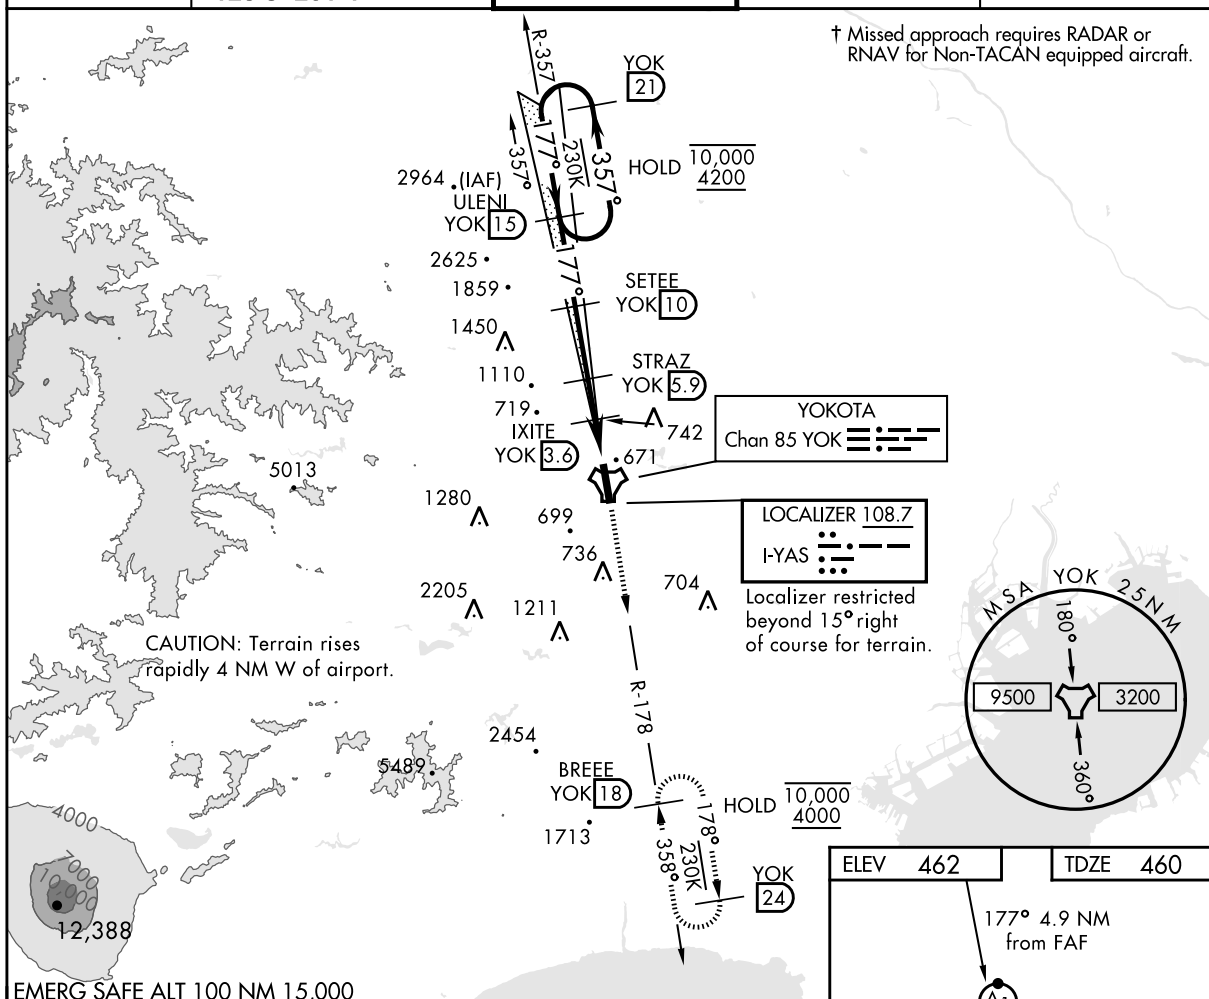 † Missed approach requires RADAR or
RNAV for Non-TACAN equipped aircraft.
R-357
YOK
21
357°
177°
230K
357°
HOLD 10,000
4200
2964
(IAF)
ULENI
YOK 15
177°
2625
1859
SETEE
YOK 10
1450
STRAZ
YOK 5.9
1110
719
IXITE
YOK 3.6
742
671
YOKOTA
Chan 85 YOK
5013
1280
699
736
LOCALIZER 108.7
I-YAS
Localizer restricted
beyond 15° right
of course for terrain.
2205
1211
704
CAUTION: Terrain rises
rapidly 4 NM W of airport.
MSA YOK 25NM
180°
9500
3200
360°
R-178
2454
5489
BREEE
YOK 18
1713
HOLD 10,000
4000
178°
230K
358°
YOK
24
4000
12,388
ELEV 462
TDZE 460
177° 4.9 NM
from FAF
EMERG SAFE ALT 100 NM 15,000